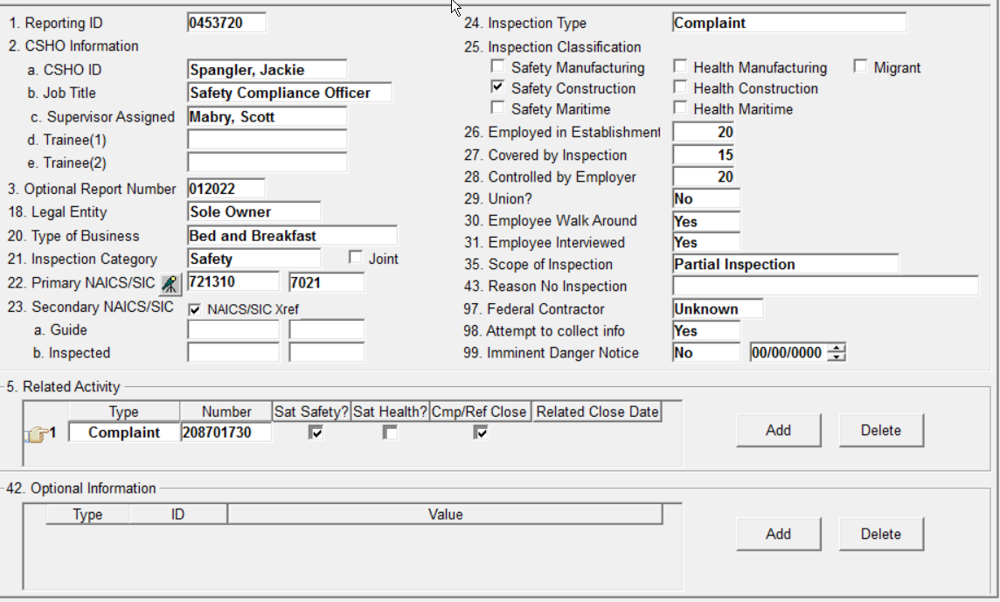 1. Reporting ID 0453720
2. CSHO Information
a. CSHO ID Spangler, Jackie
b. Job Title Safety Compliance Officer
c. Supervisor Assigned Mabry, Scott
d. Trainee(1)
e. Trainee(2)
3. Optional Report Number 012022
18. Legal Entity Sole Owner
20. Type of Business Bed and Breakfast
21. Inspection Category Safety Joint
22. Primary NAICS/SIC 721310 7021
23. Secondary NAICS/SIC NAICS/SIC Xref
a. Guide
b. Inspected
24. Inspection Type Complaint
25. Inspection Classification
Safety Manufacturing Health Manufacturing Migrant
Safety Construction Health Construction
Safety Maritime Health Maritime
26. Employed in Establishment 20
27. Covered by Inspection 15
28. Controlled by Employer 20
29. Union? No
30. Employee Walk Around Yes
31. Employee Interviewed Yes
35. Scope of Inspection Partial Inspection
43. Reason No Inspection
97. Federal Contractor Unknown
98. Attempt to collect info Yes
99. Imminent Danger Notice No 00/00/0000
5. Related Activity
Type Number Sat Safety? Sat Health? Cmp/Ref Close Related Close Date
1 Complaint 208701730
Add Delete
42. Optional Information
Type ID Value
Add Delete